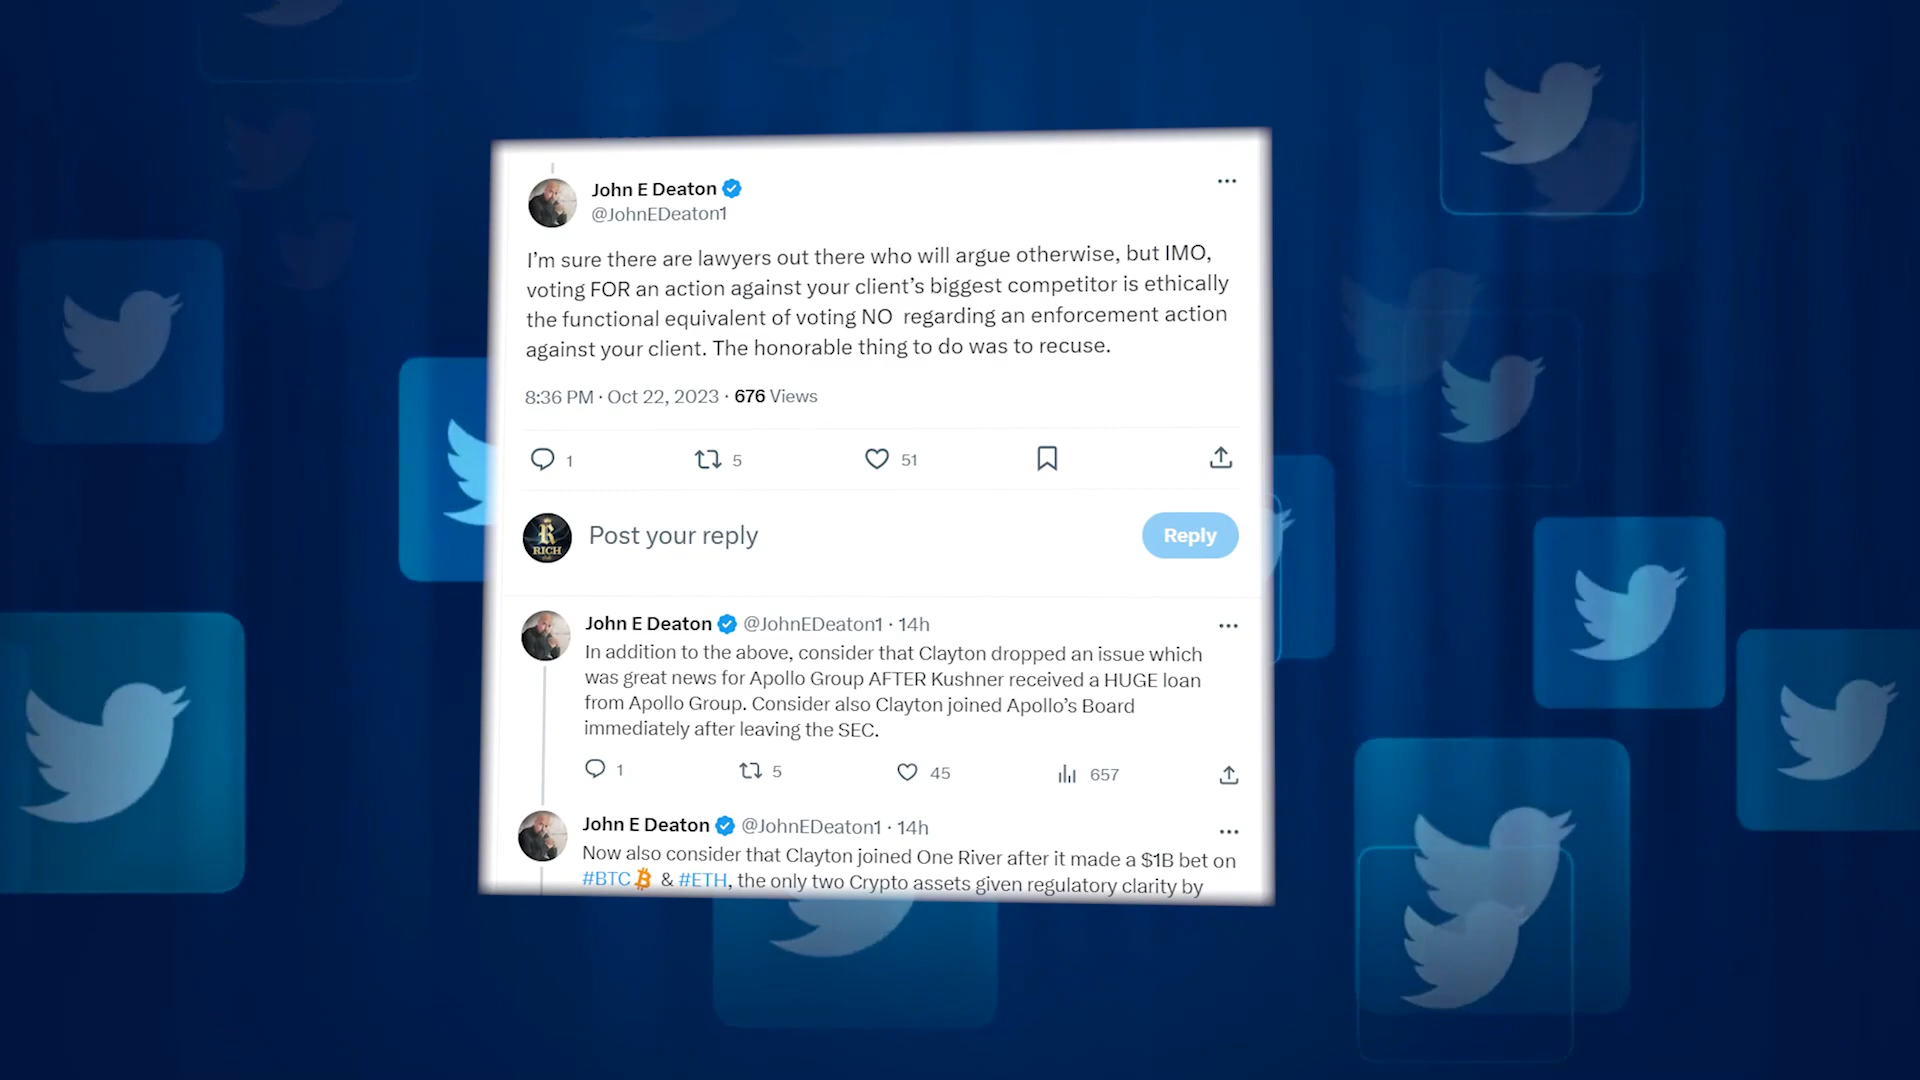 John E Deaton
@JohnEDeaton1
I'm sure there are lawyers out there who will argue otherwise, but IMO,
voting FOR an action against your client's biggest competitor is ethically
the functional equivalent of voting NO regarding an enforcement action
against your client. The honorable thing to do was to recuse.
8:36 PM · Oct 22, 2023 · 676 Views
1 5 51
RICH
Post your reply
Reply
John E Deaton @JohnEDeaton1 · 14h
In addition to the above, consider that Clayton dropped an issue which
was great news for Apollo Group AFTER Kushner received a HUGE loan
from Apollo Group. Consider also Clayton joined Apollo's Board
immediately after leaving the SEC.
1 5 45 657
John E Deaton @JohnEDeaton1 · 14h
Now also consider that Clayton joined One River after it made a $1B bet on
#BTC & #ETH, the only two Crypto assets given regulatory clarity by